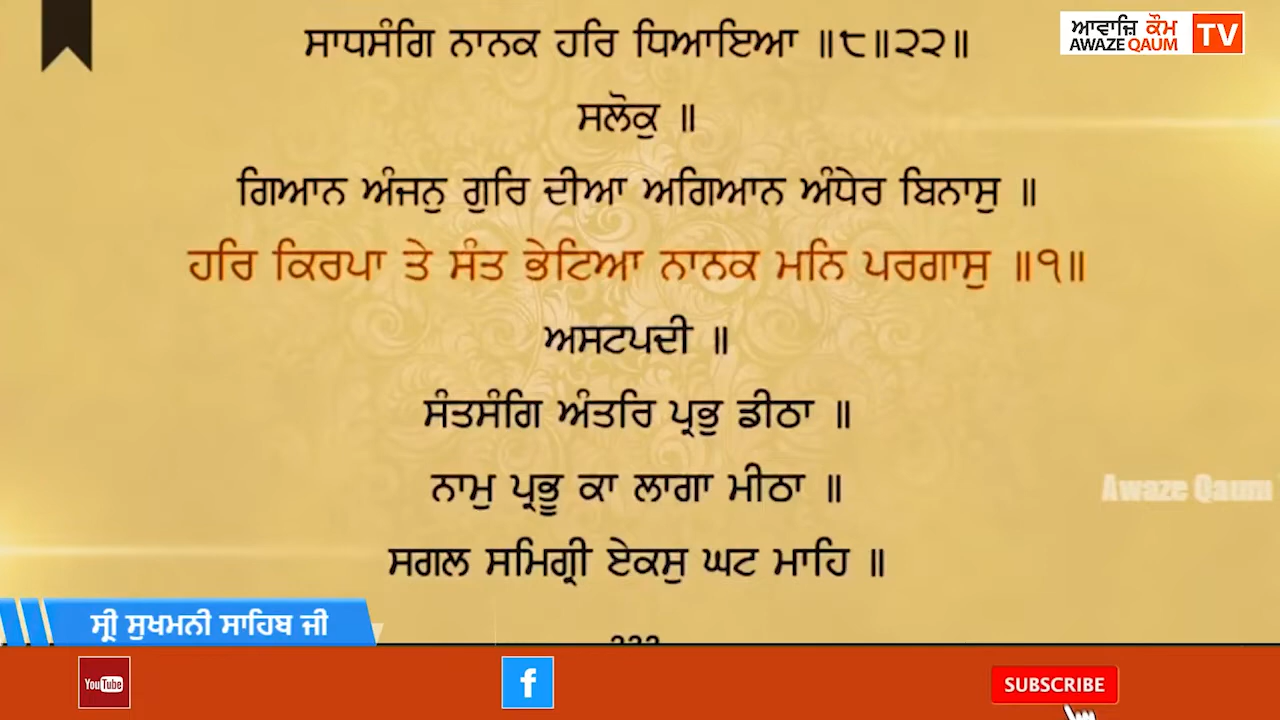 ਆਵਾਜ਼ਿ ਕੌਮ
AWAZE QAUM TV
ਸਾਧਸੰਗਿ ਨਾਨਕ ਹਰਿ ਧਿਆਇਆ ॥੮॥੨੨॥
ਸਲੋਕੁ ॥
ਗਿਆਨ ਅੰਜਨੁ ਗੁਰਿ ਦੀਆ ਅਗਿਆਨ ਅੰਧੇਰ ਬਿਨਾਸੁ ॥
ਹਰਿ ਕਿਰਪਾ ਤੇ ਸੰਤ ਭੇਟਿਆ ਨਾਨਕ ਮਨਿ ਪਰਗਾਸੁ ॥੧॥
ਅਸਟਪਦੀ ॥
ਸੰਤਸੰਗਿ ਅੰਤਰਿ ਪ੍ਰਭੁ ਡੀਠਾ ॥
ਨਾਮੁ ਪ੍ਰਭੂ ਕਾ ਲਾਗਾ ਮੀਠਾ ॥
Awaze Qaum
ਸਗਲ ਸਮਿਗ੍ਰੀ ਏਕਸੁ ਘਟ ਮਾਹਿ ॥
ਸ੍ਰੀ ਸੁਖਮਨੀ ਸਾਹਿਬ ਜੀ
YouTube
f
SUBSCRIBE